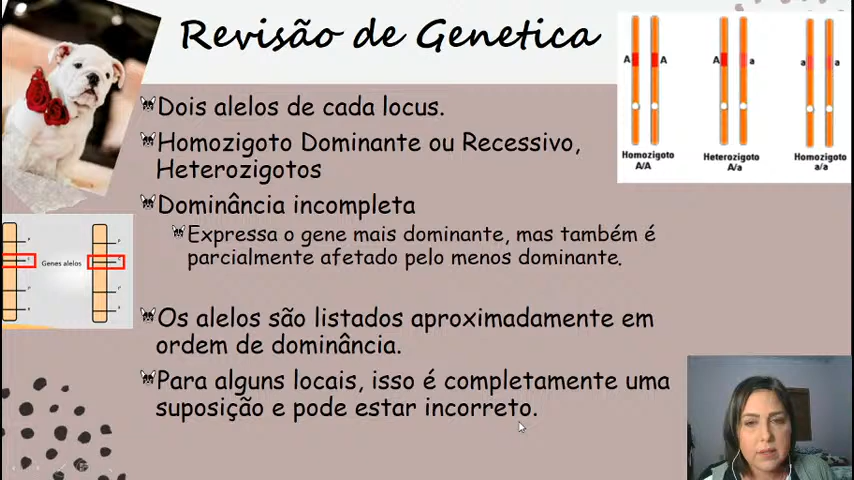 Revisão de Genetica
Dois alelos de cada locus.
Homozigoto Dominante ou Recessivo,
Heterozigotos
Dominância incompleta
Expressa o gene mais dominante, mas também é
parcialmente afetado pelo menos dominante.
Os alelos são listados aproximadamente em
ordem de dominância.
Para alguns locais, isso é completamente uma
suposição e pode estar incorreto.
A A A a a a
Homozigoto Heterozigoto Homozigoto
A/A A/a a/a
Genes alelos